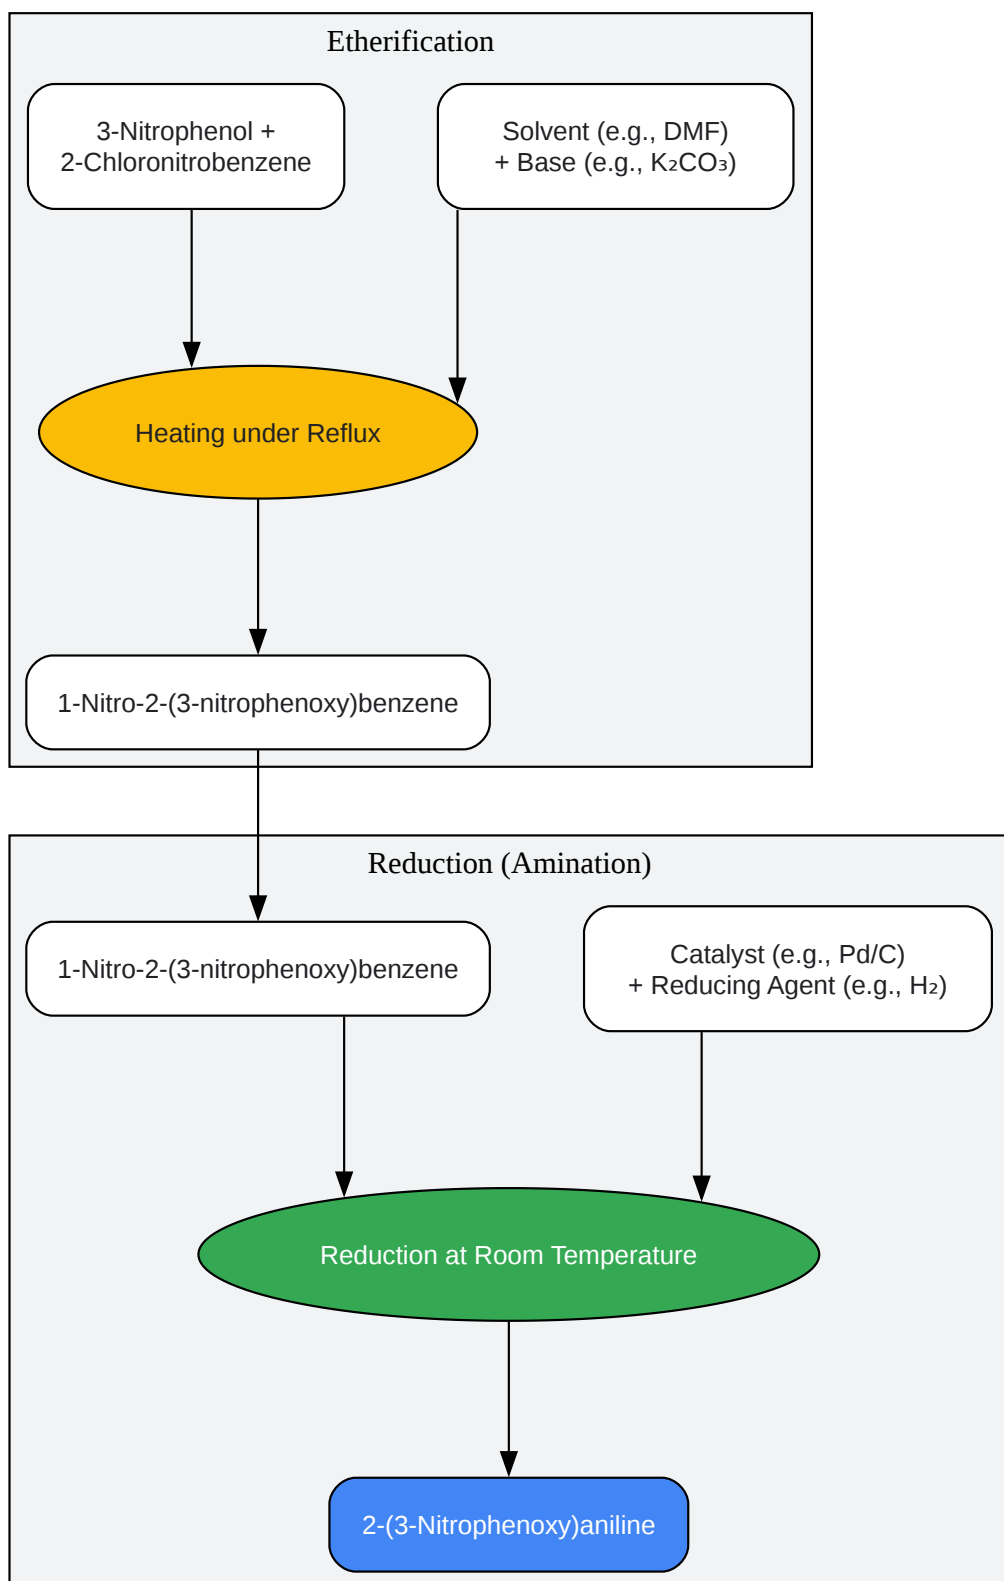 Etherification
3-Nitrophenol +
2-Chloronitrobenzene
Solvent (e.g., DMF)
+ Base (e.g., K₂CO₃)
Heating under Reflux
1-Nitro-2-(3-nitrophenoxy)benzene
Reduction (Amination)
1-Nitro-2-(3-nitrophenoxy)benzene
Catalyst (e.g., Pd/C)
+ Reducing Agent (e.g., H₂)
Reduction at Room Temperature
2-(3-Nitrophenoxy)aniline